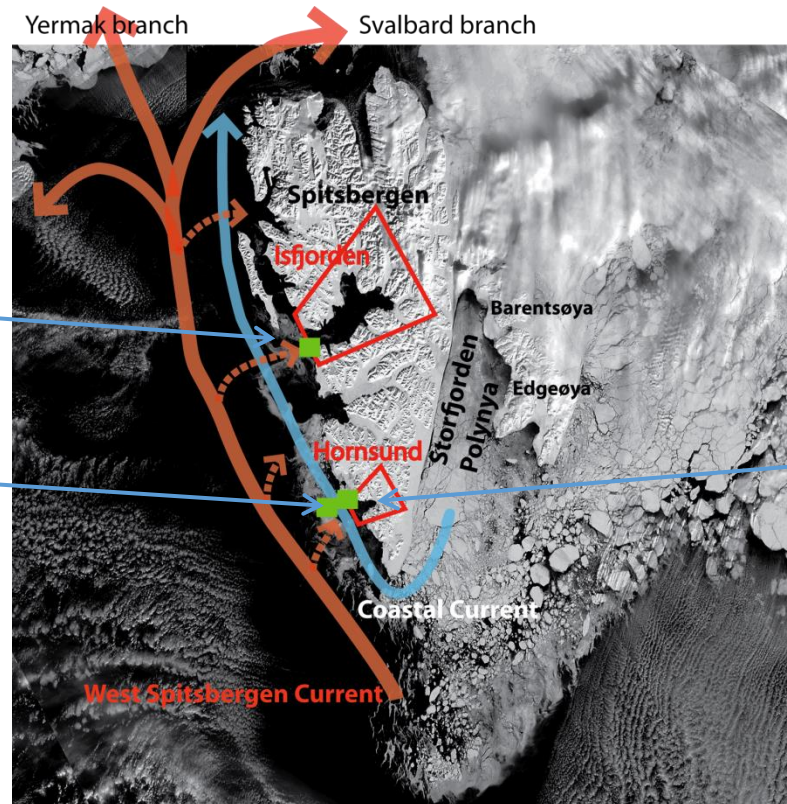 Yermak branch
Svalbard branch
Spitsbergen
Isfjorden
Barentsøya
Storfjorden
Polynya
Edgeøya
Hornsund
Coastal Current
West Spitsbergen Current